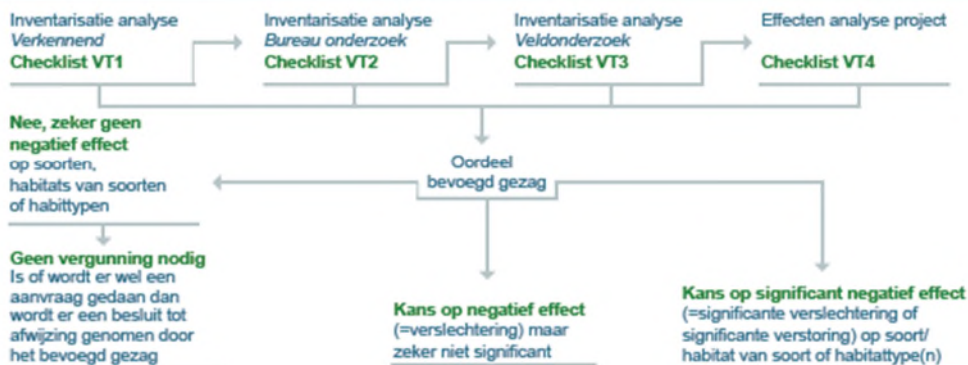 Inventarisatie analyse
Verkennend
Checklist VT1
Inventarisatie analyse
Bureau onderzoek
Checklist VT2
Inventarisatie analyse
Veldonderzoek
Checklist VT3
Effecten analyse project
Checklist VT4
Nee, zeker geen
negatief effect
op soorten,
habitats van soorten
of habittypen
Oordeel
bevoegd gezag
Geen vergunning nodig
Is of wordt er wel een
aanvraag gedaan dan
wordt er een besluit tot
afwijzing genomen door
het bevoegd gezag
Kans op negatief effect
(=verslechtering) maar
zeker niet significant
Kans op significant negatief effect
(=significante verslechtering of
significante verstoring) op soort/
habitat van soort of habitattype(n)